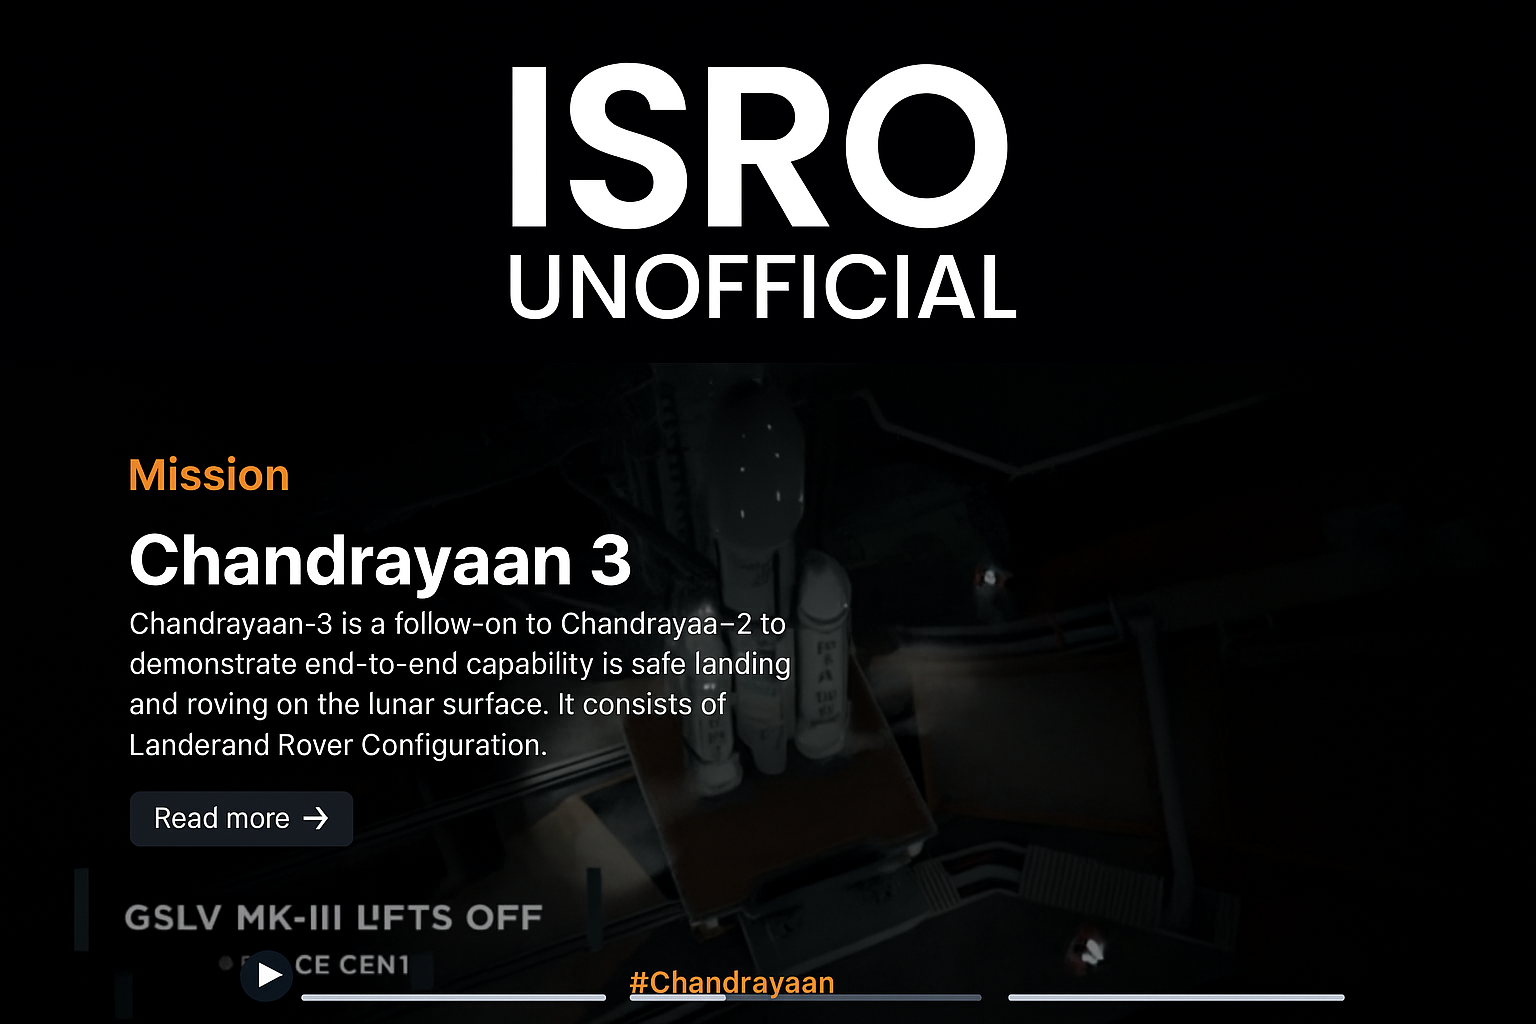 ISRO
UNOFFICIAL
Mission
Chandrayaan 3
Chandrayaan-3 is a follow-on to Chandrayaa–2 to
demonstrate end-to-end capability is safe landing
and roving on the lunar surface. It consists of
Landerand Rover Configuration.
Read more →
GSLV MK-III LIFTS OFF
CE CEN1
#Chandrayaan